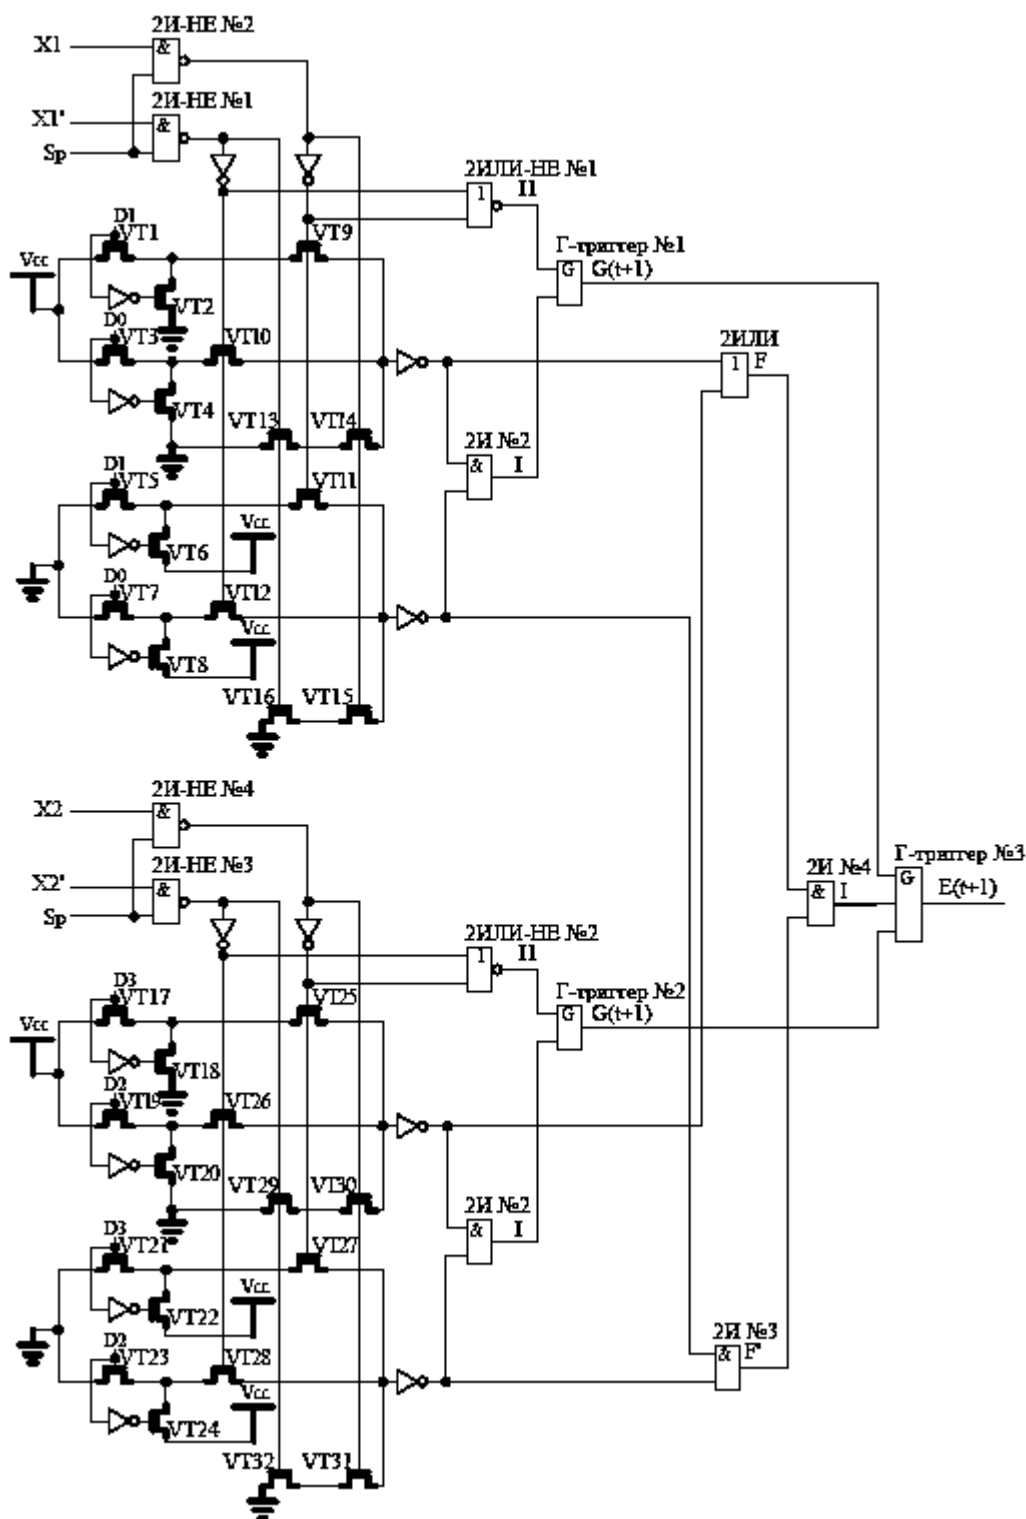 2И-НЕ №2
X1
&
2И-НЕ №1
X1'
&
Sp
2ИЛИ-НЕ №1
1
I1
D1
VT1
VT9
Vcc
Г-триггер №1
G
G(t+1)
VT2
D0
VT3
VT10
2ИЛИ
1
F
VT4
VT13
VT14
2И №2
&
I
D1
VT5
VT11
Vcc
VT6
D0
VT7
VT12
Vcc
VT8
VT16
VT15
2И-НЕ №4
X2
&
2И-НЕ №3
X2'
&
Sp
2И №4
&
I
Г-триггер №3
G
E(t+1)
2ИЛИ-НЕ №2
1
I1
D3
VT17
VT25
Vcc
Г-триггер №2
G
G(t+1)
VT18
D2
VT19
VT26
VT20
VT29
VT30
2И №2
&
I
D3
VT21
VT27
Vcc
VT22
D2
VT23
VT28
2И №3
&
F'
Vcc
VT24
VT32
VT31